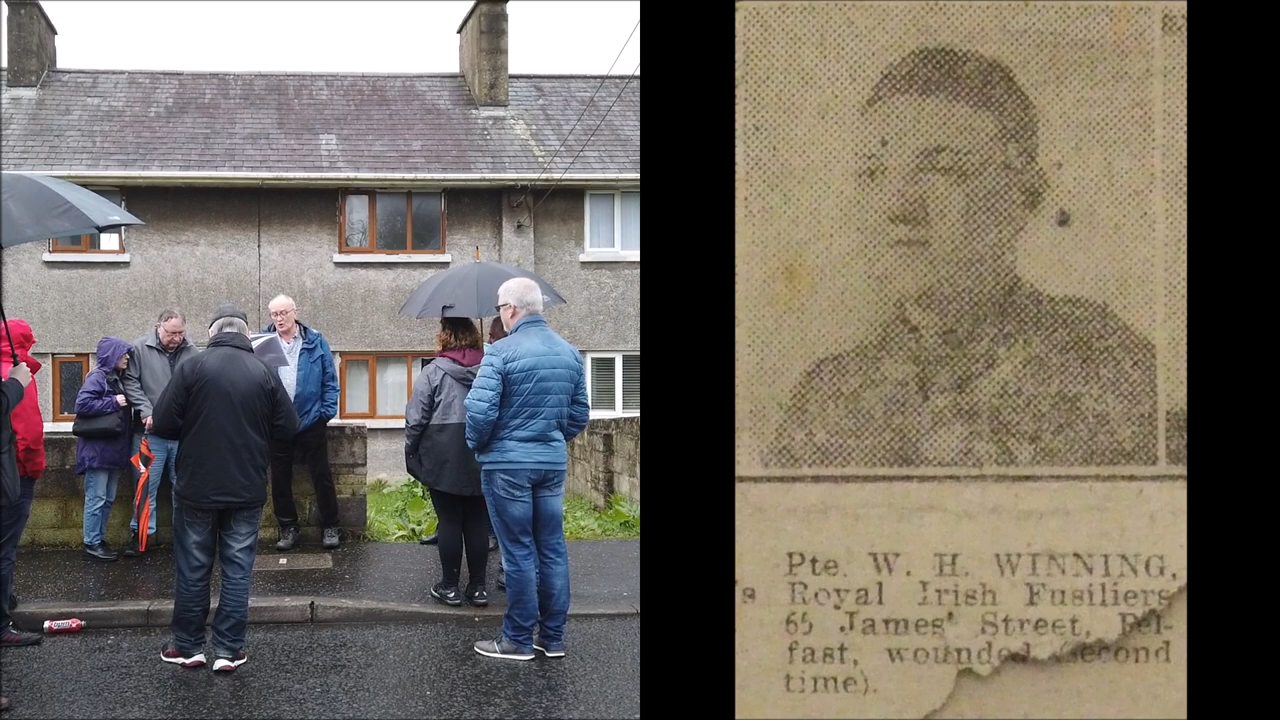 Pte. W. H. WINNING,
s Royal Irish Fusiliers
65 James' Street, Bel-
fast, wounded (second
time).